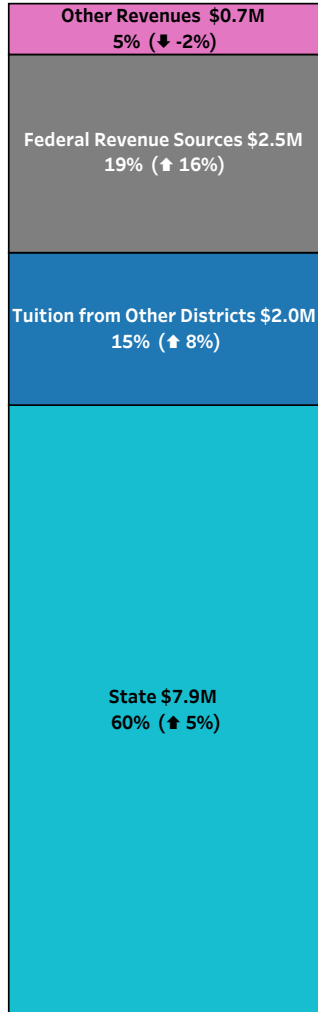 Other Revenues $0.7M
5% (⬇ -2%)
Federal Revenue Sources $2.5M
19% (⬆ 16%)
Tuition from Other Districts $2.0M
15% (⬆ 8%)
State $7.9M
60% (⬆ 5%)